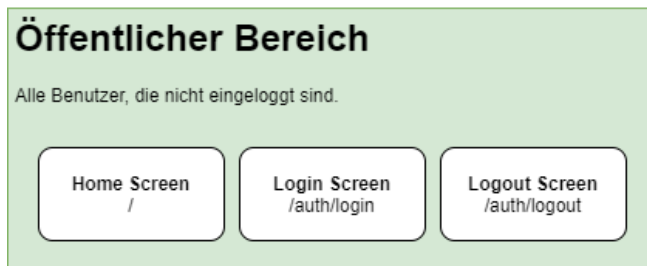 Öffentlicher Bereich
Alle Benutzer, die nicht eingeloggt sind.
Home Screen
/
Login Screen
/auth/login
Logout Screen
/auth/logout